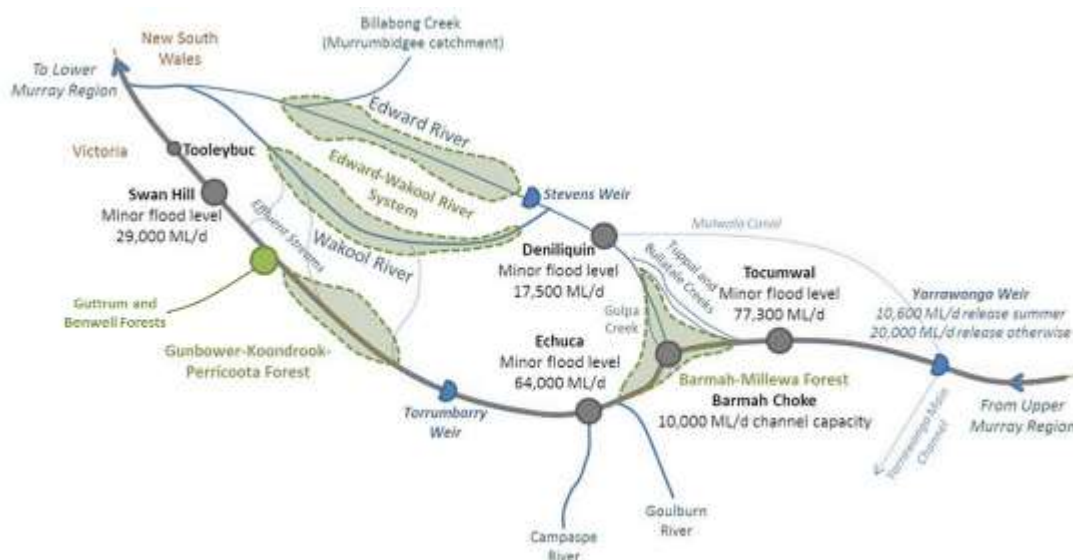 Billabong Creek
(Murrumbidgee catchment)
New South
Wales
To Lower
Murray Region
Edward River
Victoria
Tooleybuc
Edward-Wakool River
System
Stevens Weir
Mulwala Canal
Swan Hill
Minor flood level
29,000 ML/d
Effluent Streams
Wakool River
Deniliquin
Minor flood level
17,500 ML/d
Tuppal and
Bullatale Creeks
Tocumwal
Minor flood level
77,300 ML/d
Yarrawonga Weir
10,600 ML/d release summer
20,000 ML/d release otherwise
Gulpa
Creek
Guttrum and
Benwell Forests
Gunbower-Koondrook-
Perricoota Forest
Echuca
Minor flood level
64,000 ML/d
Barmah-Millewa Forest
Barmah Choke
10,000 ML/d channel capacity
Torrumbarry
Weir
Yarrawonga Main
Channel
From Upper
Murray Region
Goulburn
River
Campaspe
River